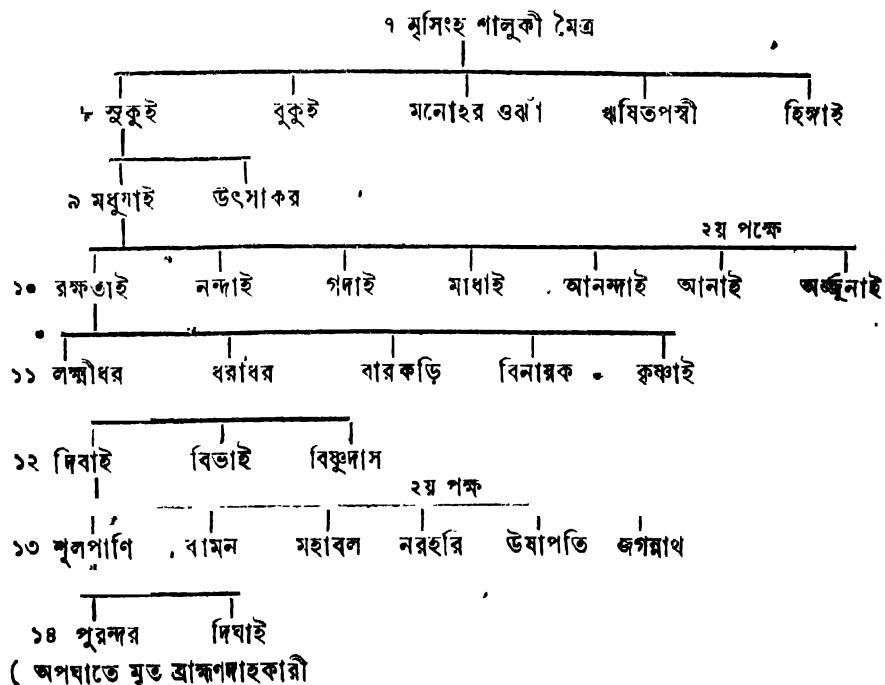 ৭ নৃসিংহ শালুকী মৈত্র
৮ সুকুই বুকুই মনোহর ওঝা ঋষিতপস্বী হিঙ্গাই
৯ মধুযাই উৎসাকর
২য় পক্ষে
১০ রক্ষতাই নন্দাই গদাই মাধাই আনন্দাই আনাই অর্জ্জুনাই
১১ লক্ষ্মীধর ধরাধর বারকড়ি বিনায়ক কৃষ্ণাই
১২ দিবাই বিভাই বিষ্ণুদাস
২য় পক্ষ
১৩ শূলপাণি বামন মহাবল নরহরি উষাপতি জগন্নাথ
১৪ পুরন্দর দিঘাই
( অপঘাতে মৃত ব্রাহ্মণদাহকারী